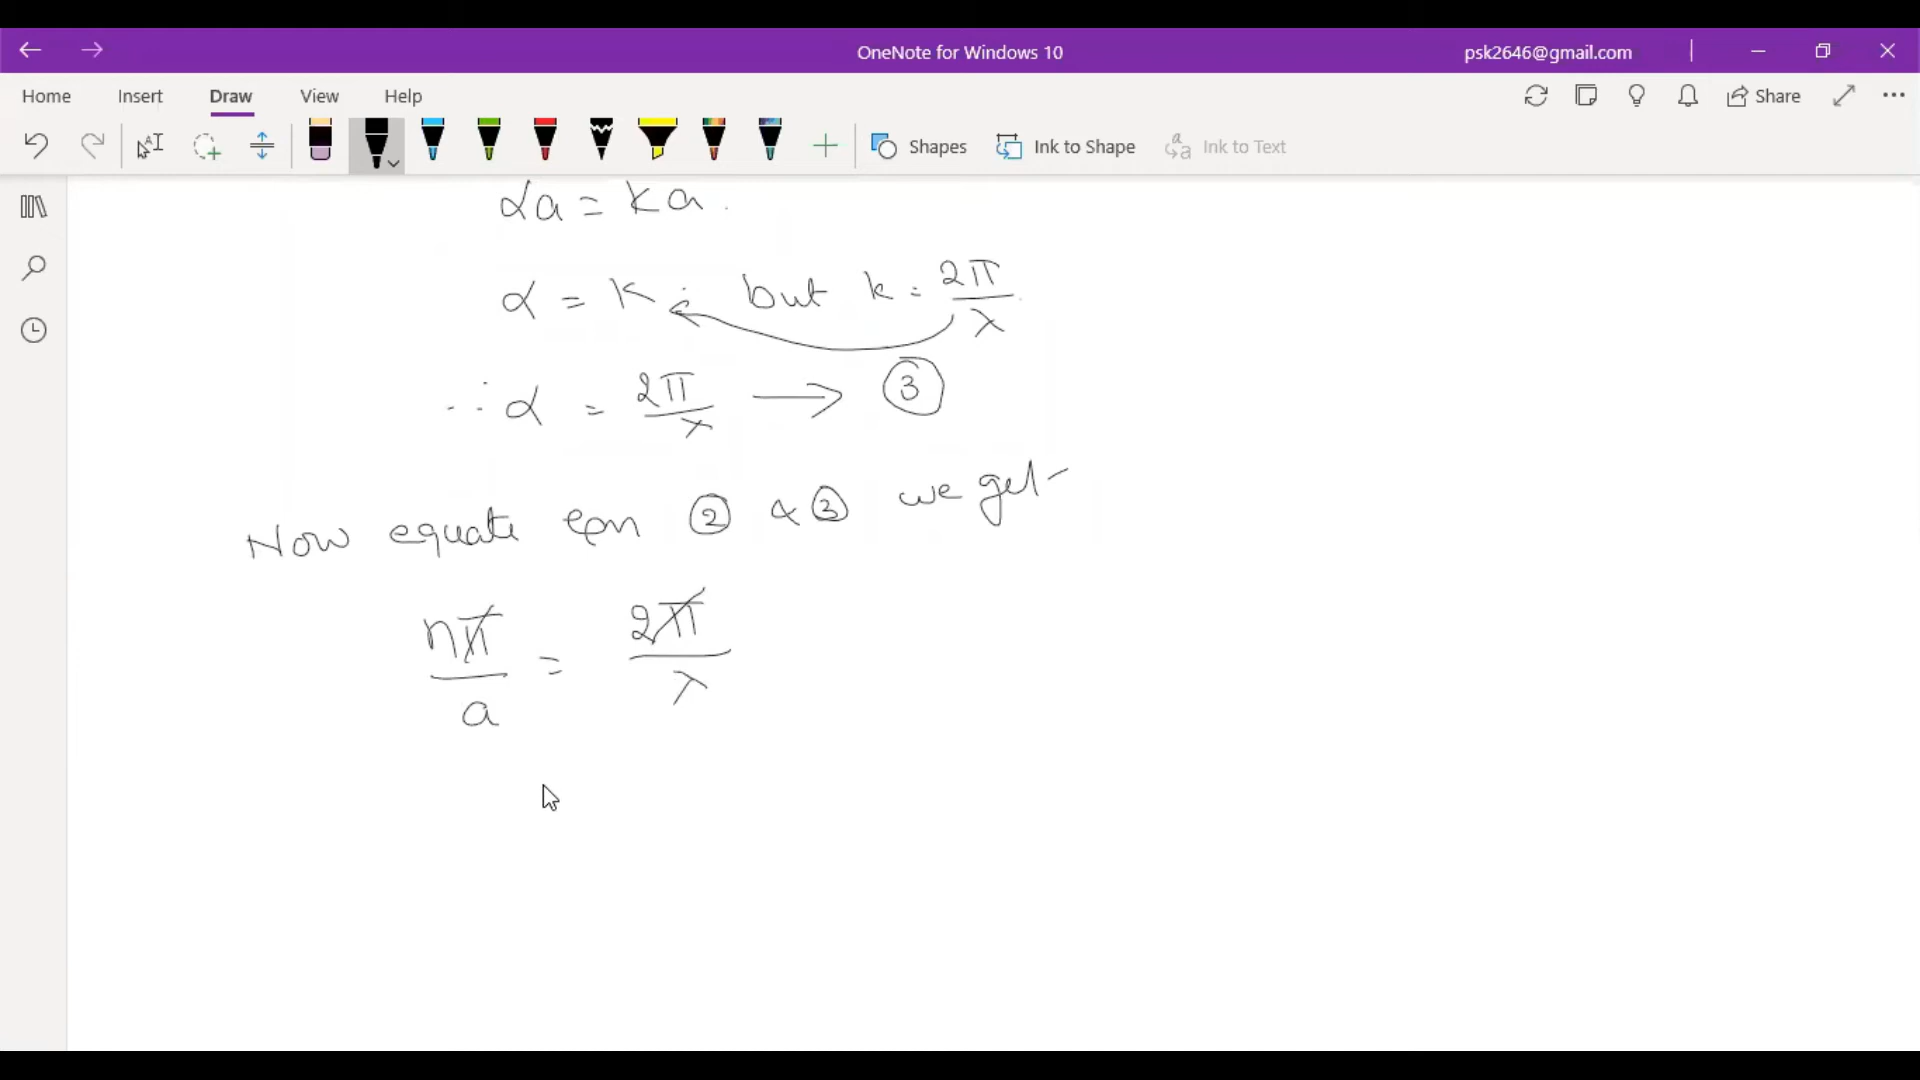 OneNote for Windows 10
psk2646@gmail.com
Home Insert Draw View Help
Share
Shapes Ink to Shape Ink to Text
αa = ka.
α = K but k = 2π/λ
∴ α = 2π/λ → ③
Now equate eqn ② & ③ we get
nπ/a = 2π/λ